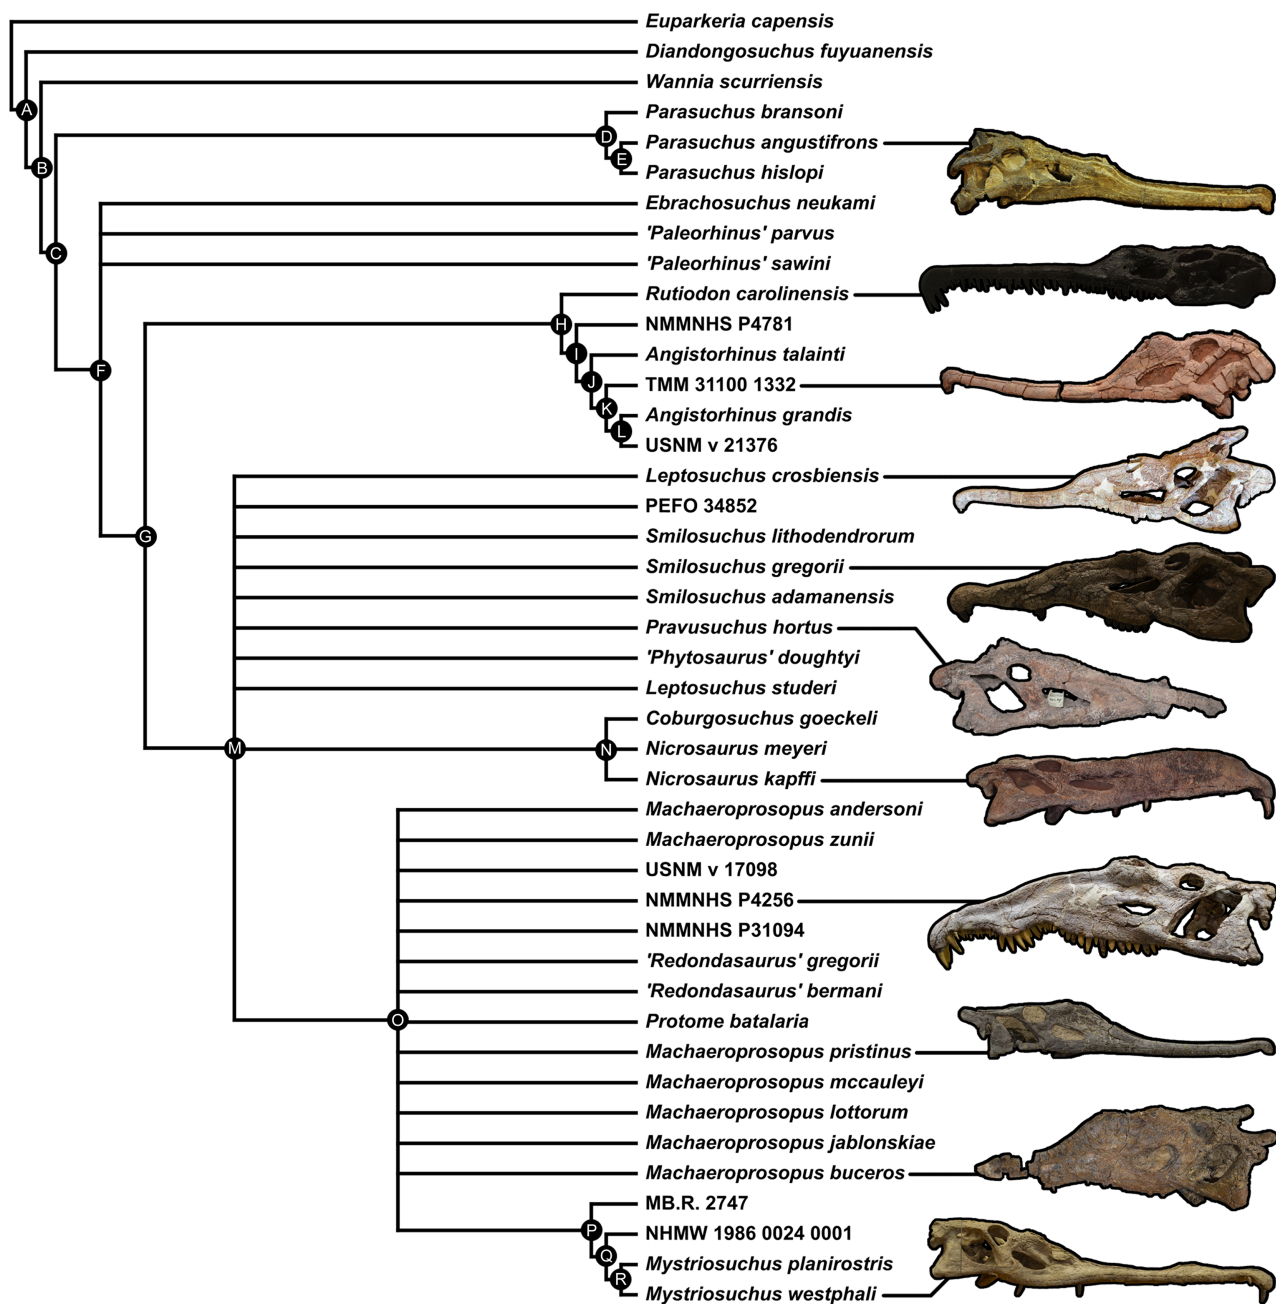 Euparkeria capensis
Diandongosuchus fuyuanensis
Wannia scurriensis
A
Parasuchus bransoni
D
Parasuchus angustifrons
E
B
Parasuchus hislopi
Ebrachosuchus neukami
'Paleorhinus' parvus
C
'Paleorhinus' sawini
Rutiodon carolinensis
H
NMMNHS P4781
I
Angistorhinus talainti
F
J
TMM 31100 1332
K
Angistorhinus grandis
L
USNM v 21376
Leptosuchus crosbiensis
PEFO 34852
G
Smilosuchus lithodendrorum
Smilosuchus gregorii
Smilosuchus adamanensis
Pravusuchus hortus
'Phytosaurus' doughtyi
Leptosuchus studeri
Coburgosuchus goeckeli
M
N
Nicrosaurus meyeri
Nicrosaurus kapffi
Machaeroprosopus andersoni
Machaeroprosopus zunii
USNM v 17098
NMMNHS P4256
NMMNHS P31094
'Redondasaurus' gregorii
'Redondasaurus' bermani
O
Protome batalaria
Machaeroprosopus pristinus
Machaeroprosopus mccauleyi
Machaeroprosopus lottorum
Machaeroprosopus jablonskiae
Machaeroprosopus buceros
MB.R. 2747
P
NHMW 1986 0024 0001
Q
Mystriosuchus planirostris
R
Mystriosuchus westphali